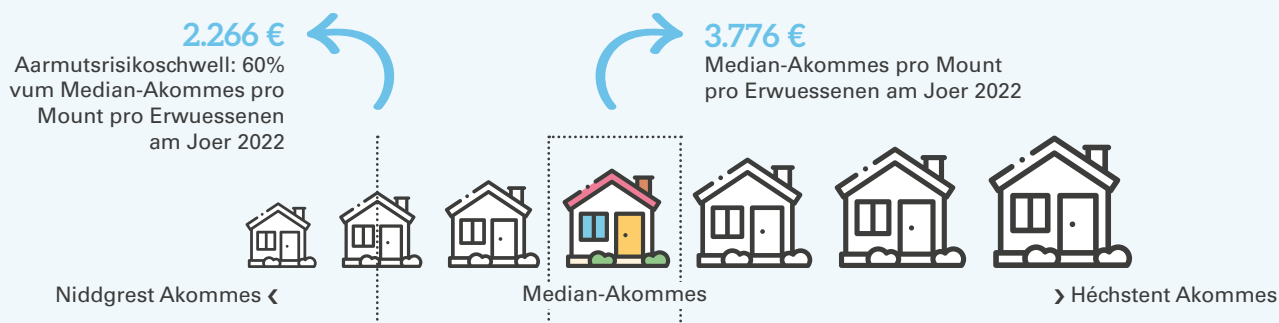 2.266 €
Aarmutsrisikoschwell: 60%
vum Median-Akommes pro
Mount pro Erwuessenen
am Joer 2022
3.776 €
Median-Akommes pro Mount
pro Erwuessenen am Joer 2022
Niddgrest Akommes ‹
Median-Akommes
› Héchstent Akommes